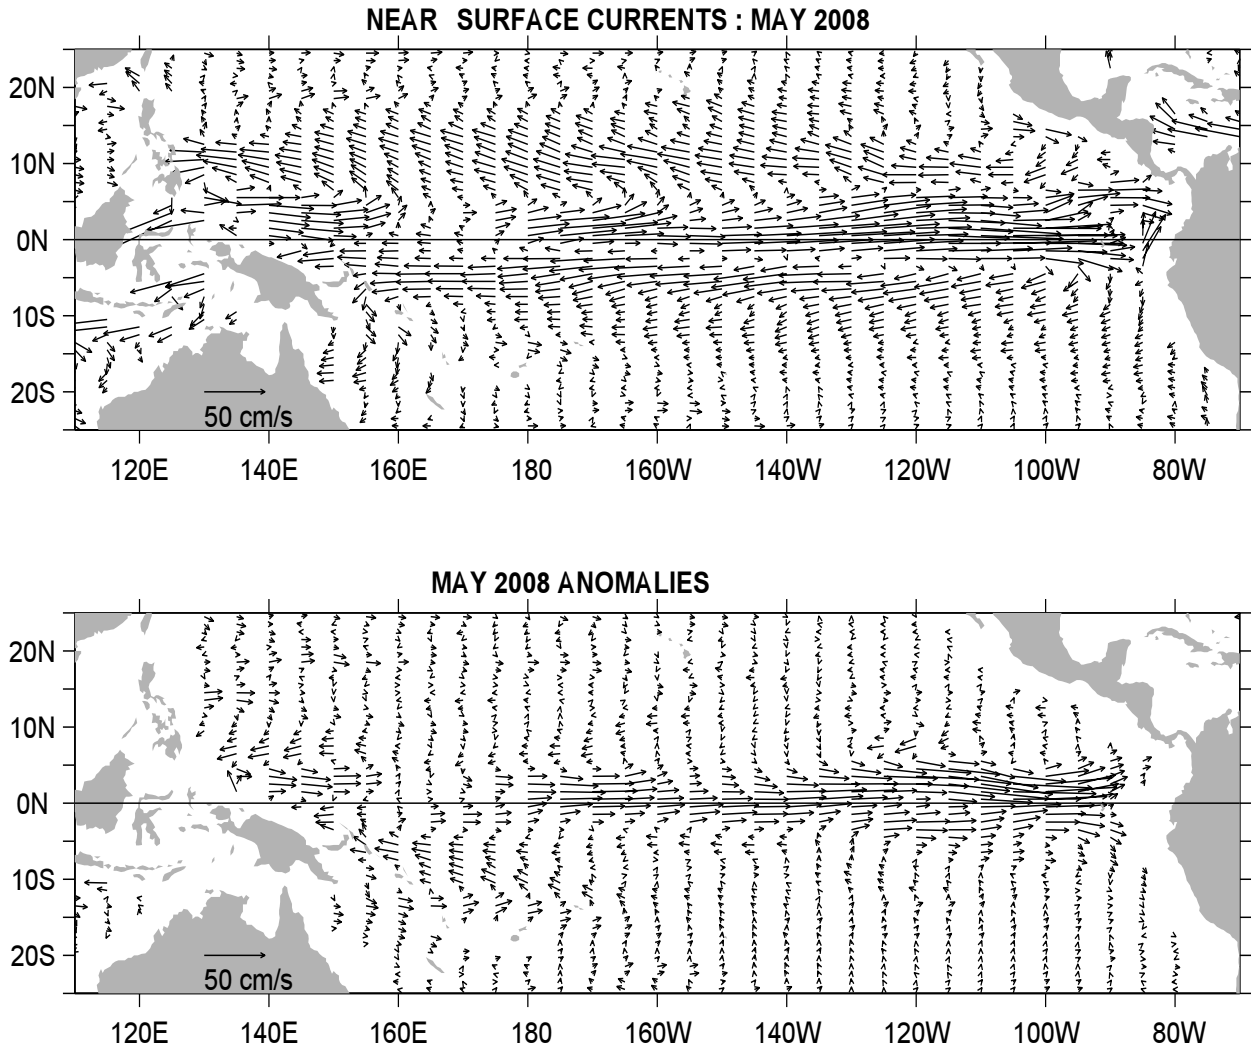 NEAR SURFACE CURRENTS : MAY 2008
20N
10N
0N
10S
20S
50 cm/s
120E 140E 160E 180 160W 140W 120W 100W 80W
MAY 2008 ANOMALIES
20N
10N
0N
10S
20S
50 cm/s
120E 140E 160E 180 160W 140W 120W 100W 80W